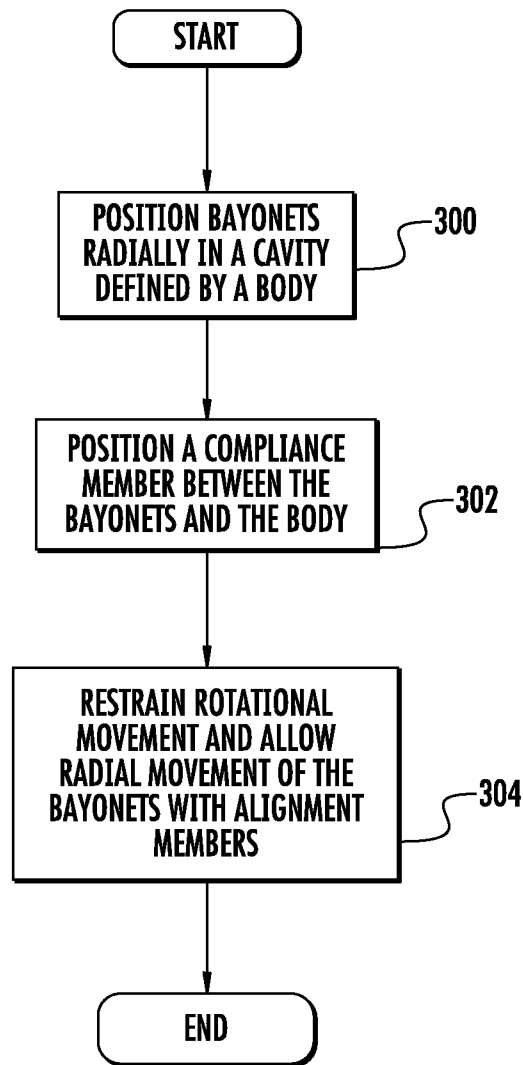 START
POSITION BAYONETS
RADIALLY IN A CAVITY
DEFINED BY A BODY
300
POSITION A COMPLIANCE
MEMBER BETWEEN THE
BAYONETS AND THE BODY
302
RESTRAIN ROTATIONAL
MOVEMENT AND ALLOW
RADIAL MOVEMENT OF THE
BAYONETS WITH ALIGNMENT
MEMBERS
304
END